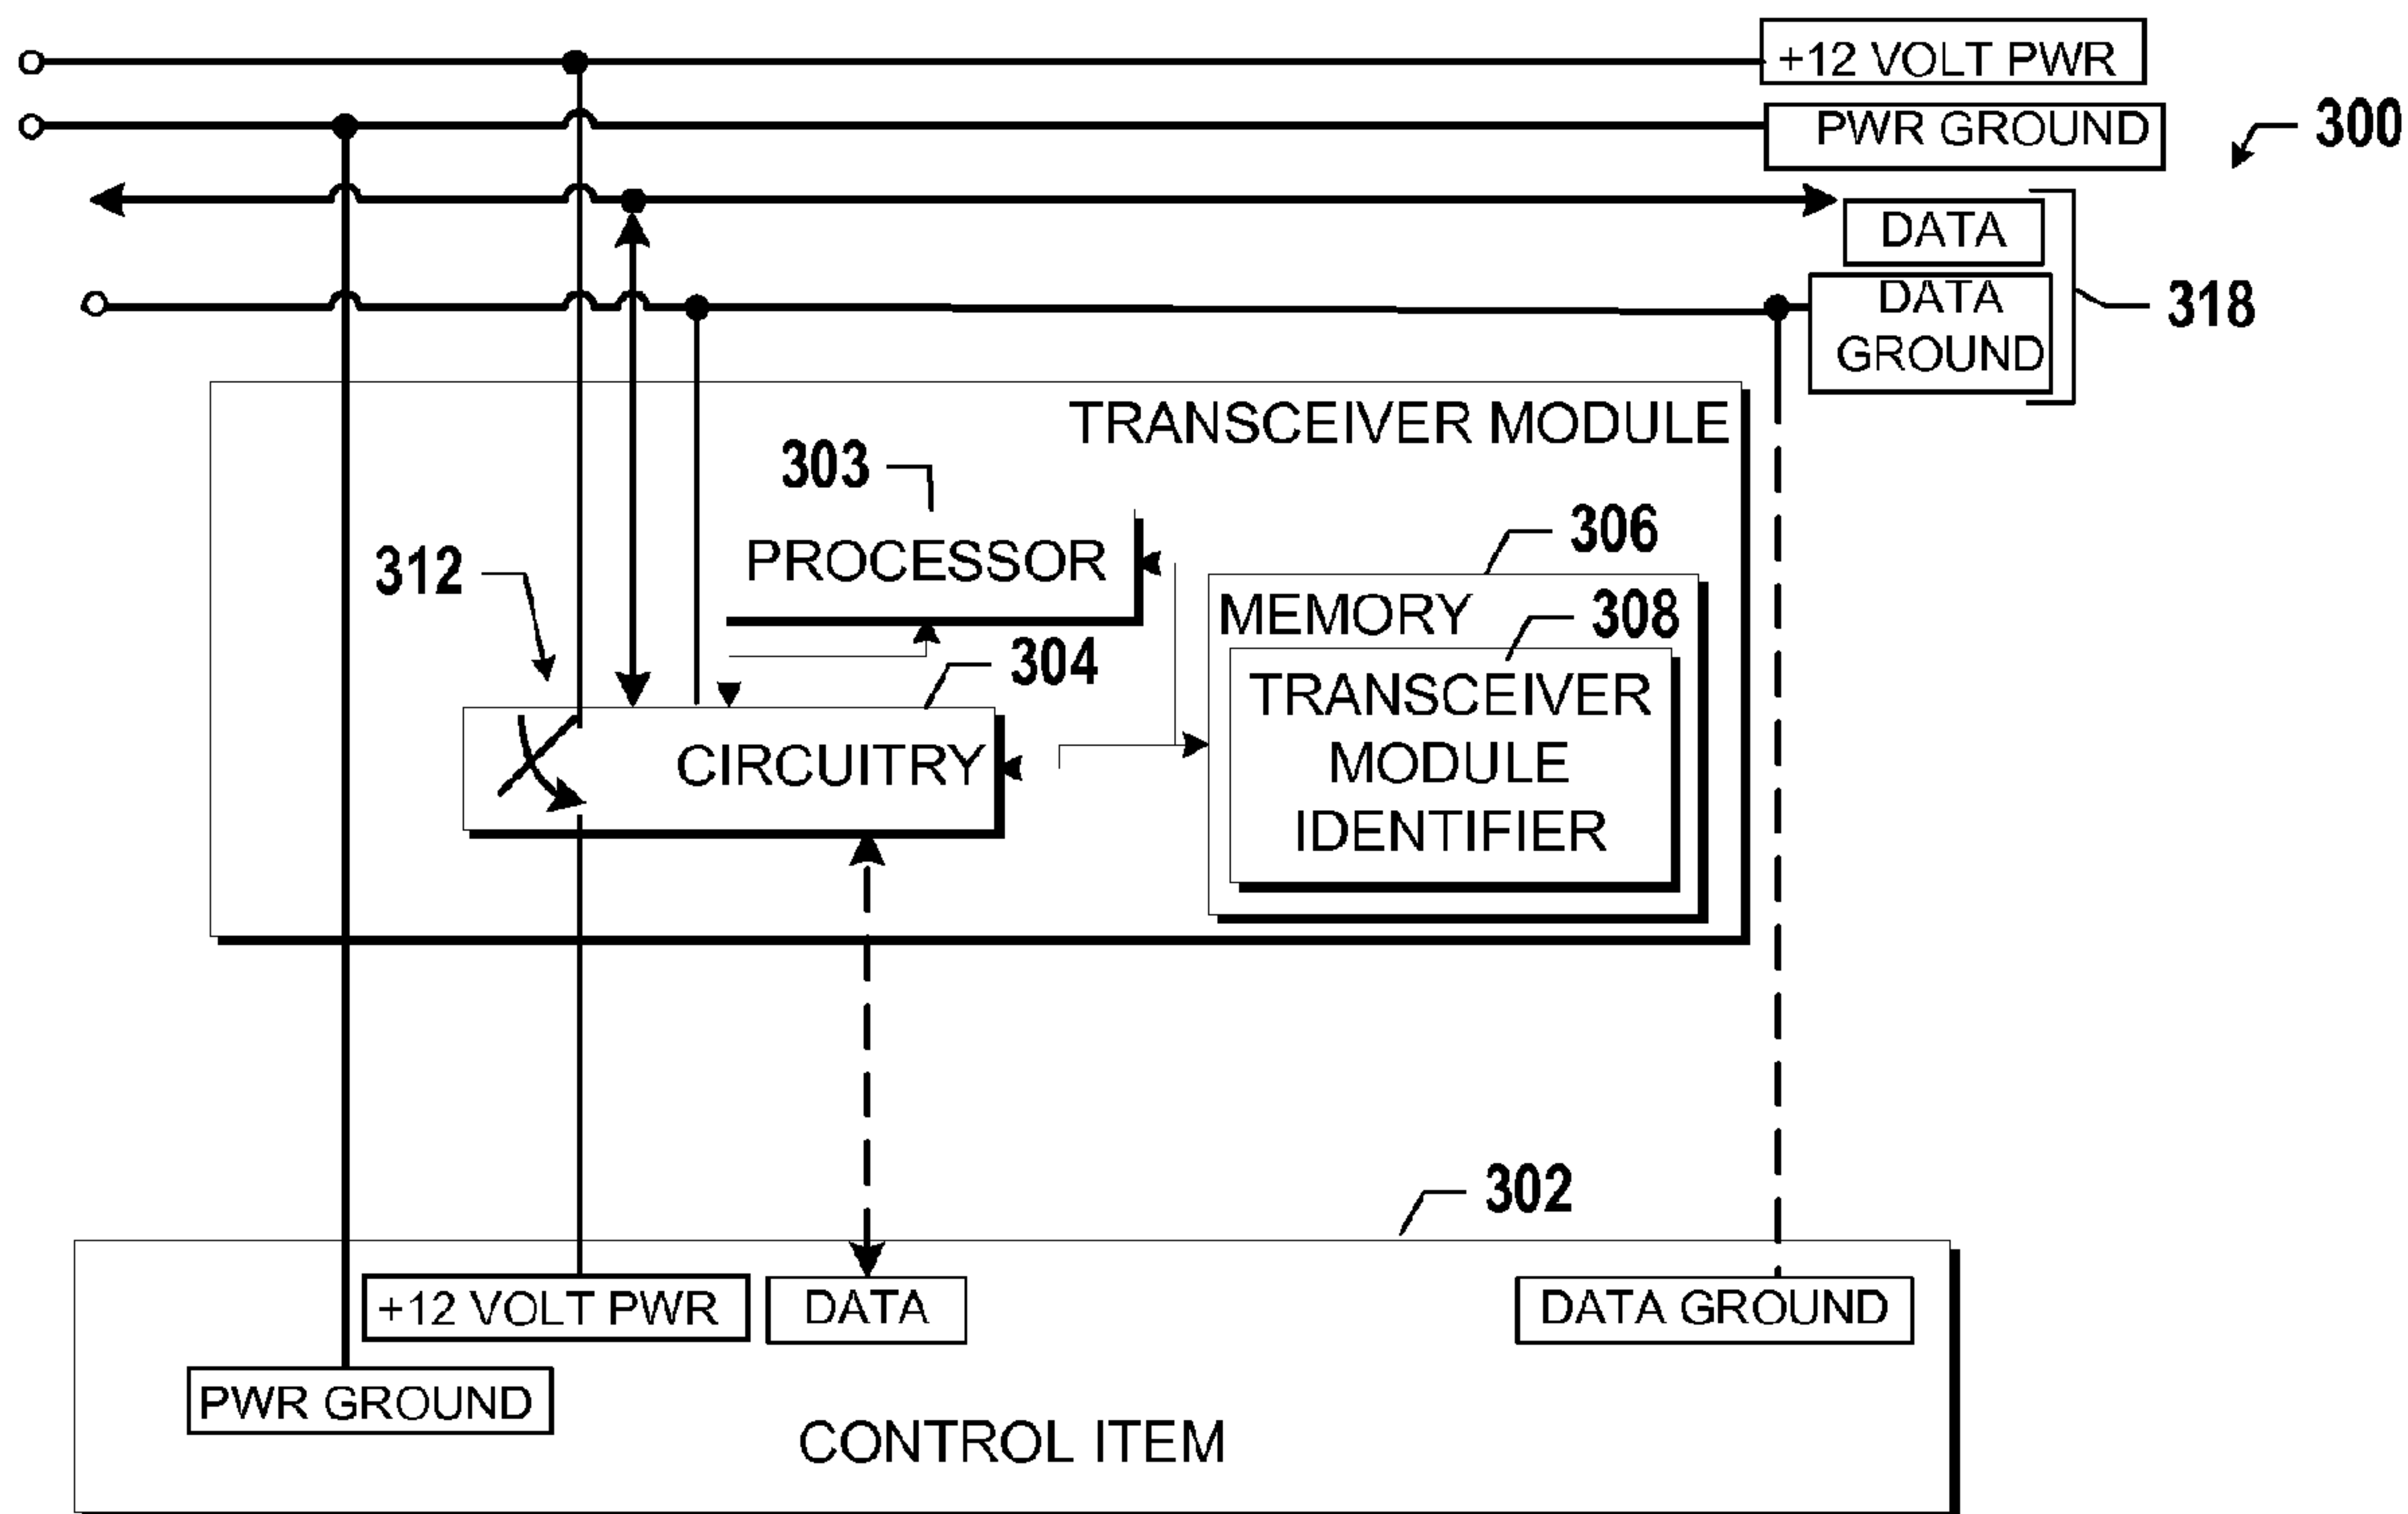 +12 VOLT PWR
PWR GROUND
300
DATA
DATA
GROUND
318
TRANSCEIVER MODULE
303
PROCESSOR
306
312
MEMORY
308
304
TRANSCEIVER
MODULE
IDENTIFIER
CIRCUITRY
302
+12 VOLT PWR
DATA
DATA GROUND
PWR GROUND
CONTROL ITEM